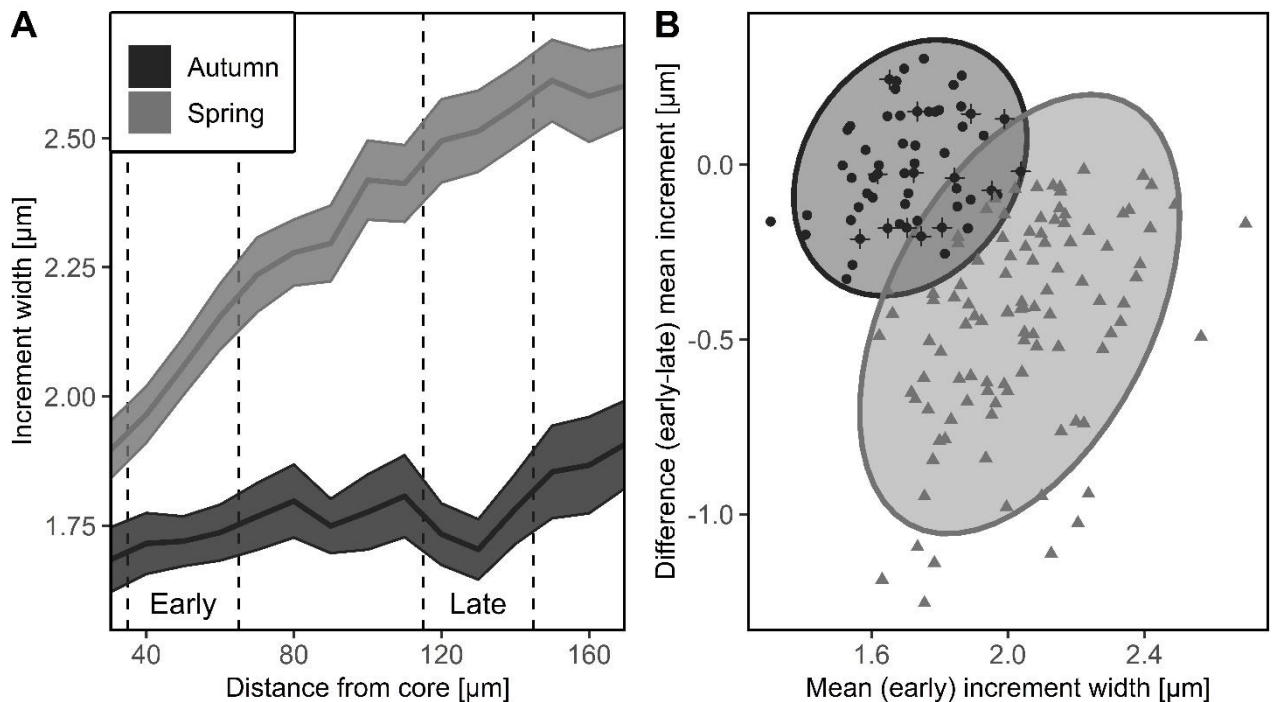 A
Autumn
Spring
Increment width [µm]
2.50
2.25
2.00
1.75
Early
Late
40
80
120
160
Distance from core [µm]
B
Difference (early-late) mean increment [µm]
0.0
-0.5
-1.0
1.6
2.0
2.4
Mean (early) increment width [µm]